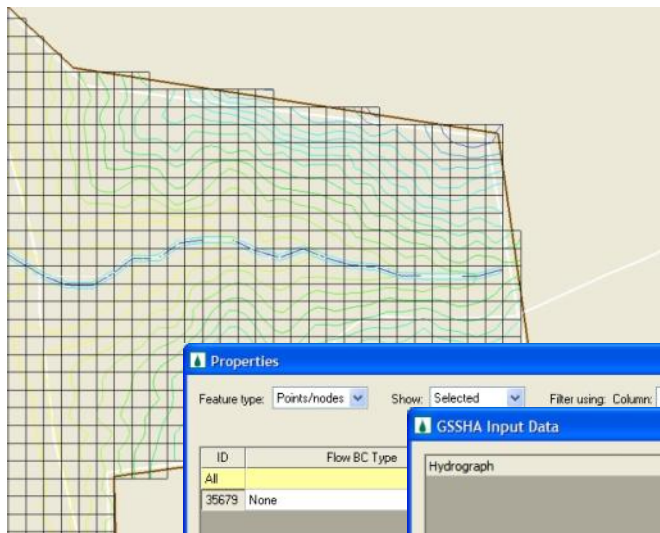 Properties
Feature type: Points/nodes Show: Selected Filter using: Column:
GSSHA Input Data
ID Flow BC Type
Hydrograph
All
35679 None